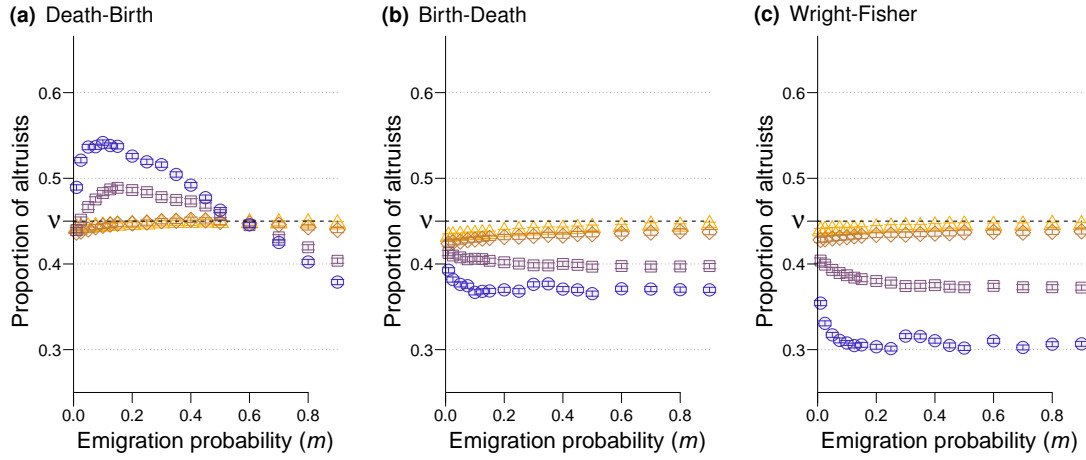 (a) Death-Birth
Proportion of altruists
0.6
0.5
ν
0.4
0.3
0.0 0.2 0.4 0.6 0.8
Emigration probability (m)
(b) Birth-Death
Proportion of altruists
0.6
0.5
ν
0.4
0.3
0.0 0.2 0.4 0.6 0.8
Emigration probability (m)
(c) Wright-Fisher
Proportion of altruists
0.6
0.5
ν
0.4
0.3
0.0 0.2 0.4 0.6 0.8
Emigration probability (m)